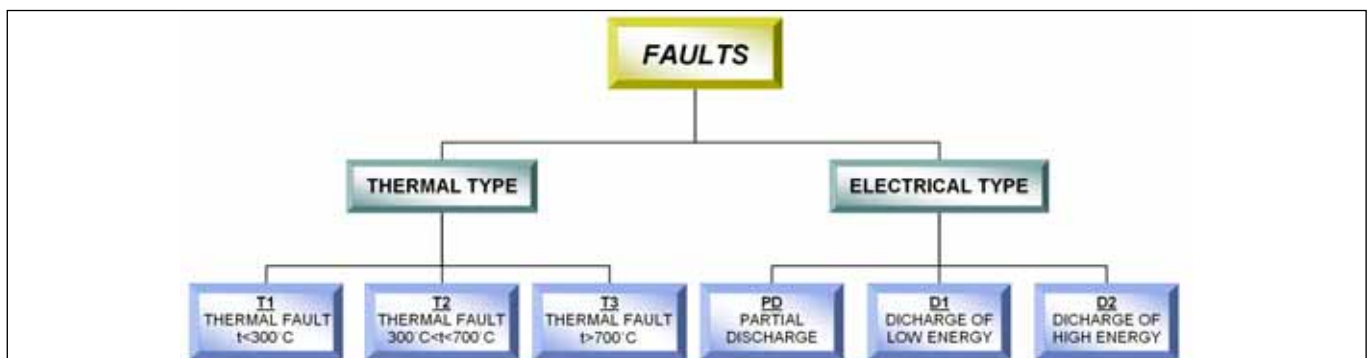 FAULTS
THERMAL TYPE
ELECTRICAL TYPE
T1
THERMAL FAULT
t<300°C
T2
THERMAL FAULT
300°C<t<700°C
T3
THERMAL FAULT
t>700°C
PD
PARTIAL
DISCHARGE
D1
DICHARGE OF
LOW ENERGY
D2
DICHARGE OF
HIGH ENERGY